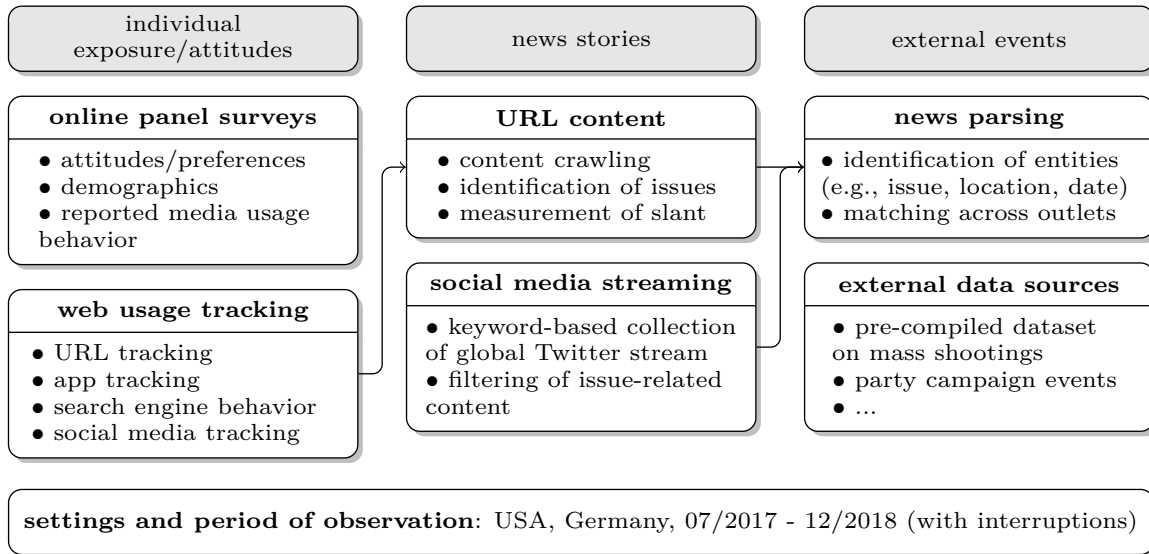 individual
exposure/attitudes
news stories
external events
online panel surveys
● attitudes/preferences
● demographics
● reported media usage
behavior
web usage tracking
● URL tracking
● app tracking
● search engine behavior
● social media tracking
URL content
● content crawling
● identification of issues
● measurement of slant
social media streaming
● keyword-based collection
of global Twitter stream
● filtering of issue-related
content
news parsing
● identification of entities
(e.g., issue, location, date)
● matching across outlets
external data sources
● pre-compiled dataset
on mass shootings
● party campaign events
● ...
settings and period of observation: USA, Germany, 07/2017 - 12/2018 (with interruptions)